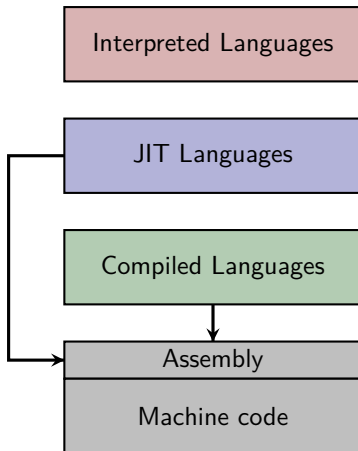 Interpreted Languages
JIT Languages
Compiled Languages
Assembly
Machine code